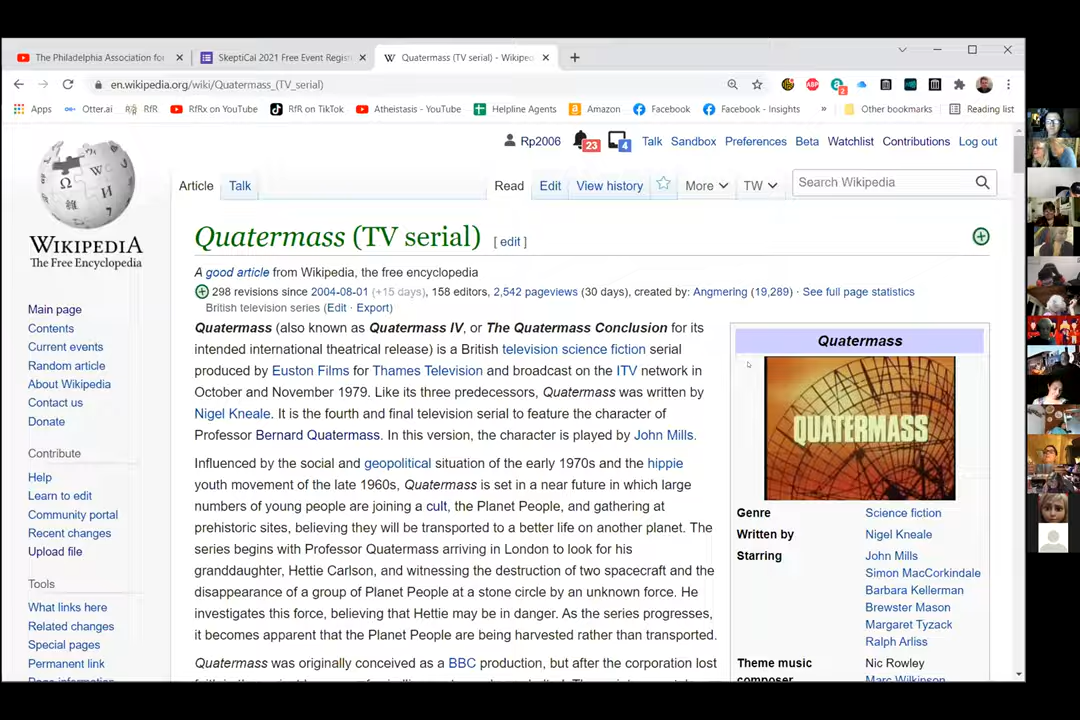 The Philadelphia Association for
SkeptiCal 2021 Free Event Regist
Quatermass (TV serial) - Wikiped
en.wikipedia.org/wiki/Quatermass_(TV_serial)
ABP
2
Apps
Otter.ai
RfR
RfRx on YouTube
RfR on TikTok
Atheistasis - YouTube
Helpline Agents
Amazon
Facebook
Facebook - Insights
»
Other bookmarks
Reading list
Rp2006
23
4
Talk
Sandbox
Preferences
Beta
Watchlist
Contributions
Log out
Article
Talk
Read
Edit
View history
More
TW
Search Wikipedia
WIKIPEDIA
The Free Encyclopedia
Quatermass (TV serial) [ edit ]
A good article from Wikipedia, the free encyclopedia
298 revisions since 2004-08-01 (+15 days), 158 editors, 2,542 pageviews (30 days), created by: Angmering (19,289) · See full page statistics
British television series (Edit · Export)
Main page
Contents
Current events
Random article
About Wikipedia
Contact us
Donate
Contribute
Help
Learn to edit
Community portal
Recent changes
Upload file
Tools
What links here
Related changes
Special pages
Permanent link
Page information
Quatermass (also known as Quatermass IV, or The Quatermass Conclusion for its
intended international theatrical release) is a British television science fiction serial
produced by Euston Films for Thames Television and broadcast on the ITV network in
October and November 1979. Like its three predecessors, Quatermass was written by
Nigel Kneale. It is the fourth and final television serial to feature the character of
Professor Bernard Quatermass. In this version, the character is played by John Mills.
Influenced by the social and geopolitical situation of the early 1970s and the hippie
youth movement of the late 1960s, Quatermass is set in a near future in which large
numbers of young people are joining a cult, the Planet People, and gathering at
prehistoric sites, believing they will be transported to a better life on another planet. The
series begins with Professor Quatermass arriving in London to look for his
granddaughter, Hettie Carlson, and witnessing the destruction of two spacecraft and the
disappearance of a group of Planet People at a stone circle by an unknown force. He
investigates this force, believing that Hettie may be in danger. As the series progresses,
it becomes apparent that the Planet People are being harvested rather than transported.
Quatermass was originally conceived as a BBC production, but after the corporation lost
Quatermass
QUATERMASS
Genre
Science fiction
Written by
Nigel Kneale
Starring
John Mills
Simon MacCorkindale
Barbara Kellerman
Brewster Mason
Margaret Tyzack
Ralph Arliss
Theme music
composer
Nic Rowley
Marc Wilkinson